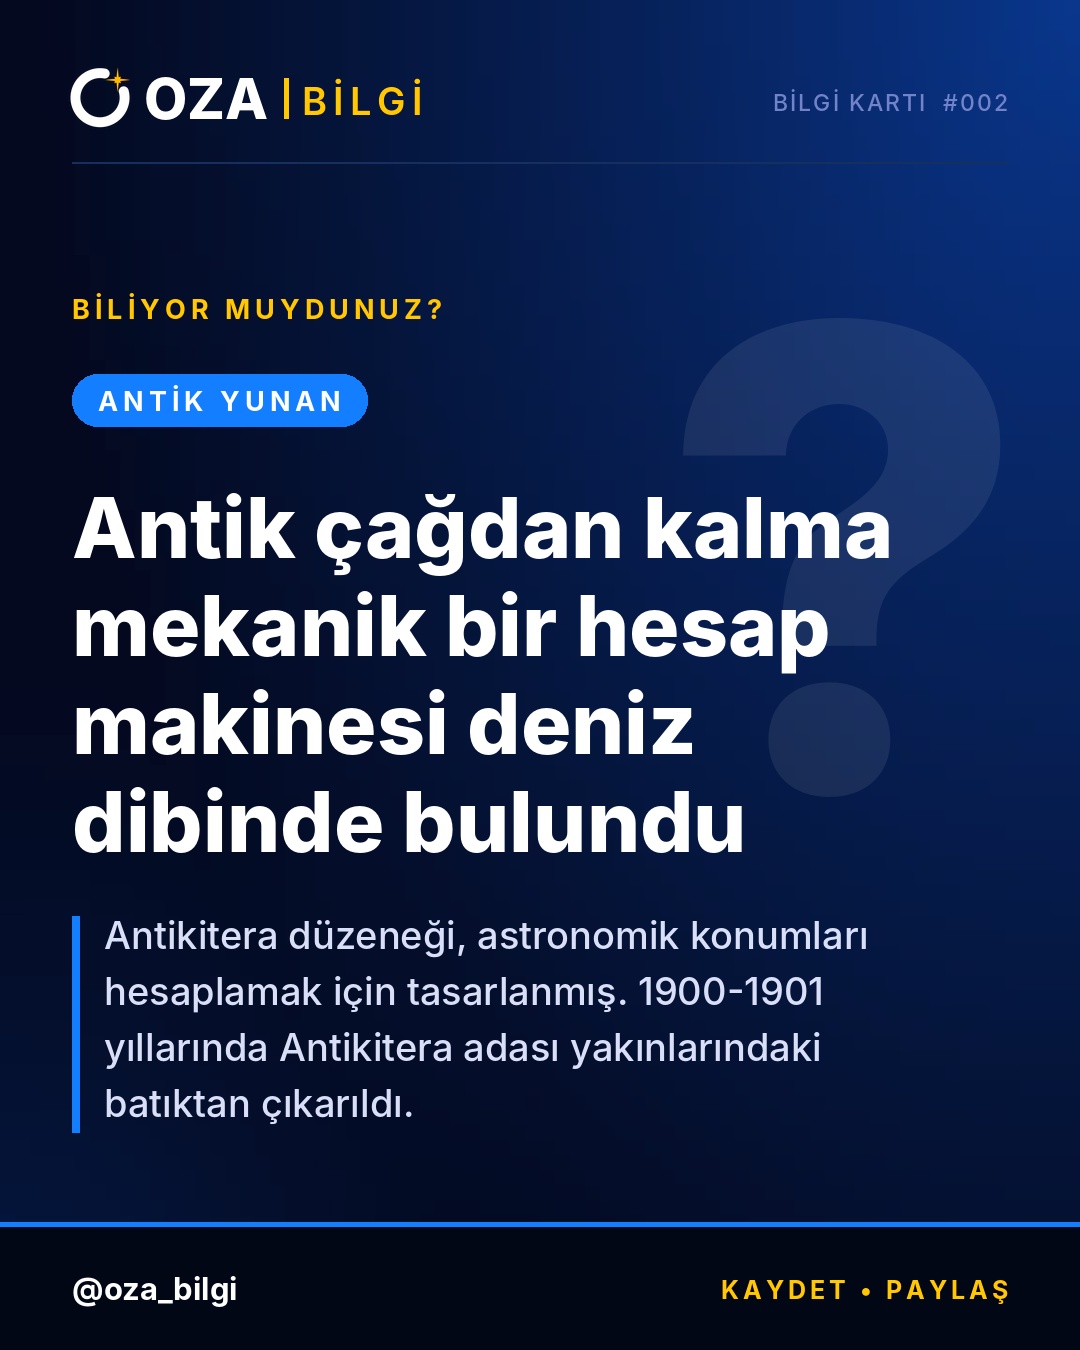 OZA | BİLGİ
BİLGİ KARTI #002
BİLİYOR MUYDUNUZ?
ANTİK YUNAN
?
Antik çağdan kalma
mekanik bir hesap
makinesi deniz
dibinde bulundu
Antikitera düzeneği, astronomik konumları
hesaplamak için tasarlanmış. 1900-1901
yıllarında Antikitera adası yakınlarındaki
batıktan çıkarıldı.
@oza_bilgi
KAYDET • PAYLAŞ